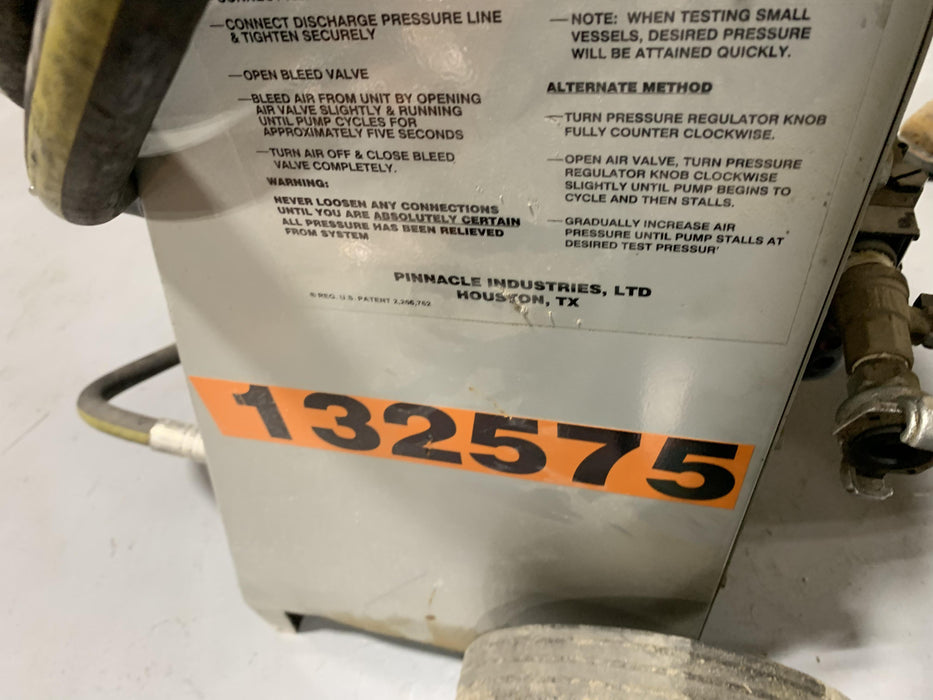 —CONNECT DISCHARGE PRESSURE LINE
& TIGHTEN SECURELY
—OPEN BLEED VALVE
—BLEED AIR FROM UNIT BY OPENING
AIR VALVE SLIGHTLY & RUNNING
UNTIL PUMP CYCLES FOR
APPROXIMATELY FIVE SECONDS
—TURN AIR OFF & CLOSE BLEED
VALVE COMPLETELY.
WARNING:
NEVER LOOSEN ANY CONNECTIONS
UNTIL YOU ARE ABSOLUTELY CERTAIN
ALL PRESSURE HAS BEEN RELIEVED
FROM SYSTEM
—NOTE: WHEN TESTING SMALL
VESSELS, DESIRED PRESSURE
WILL BE ATTAINED QUICKLY.
ALTERNATE METHOD
—TURN PRESSURE REGULATOR KNOB
FULLY COUNTER CLOCKWISE.
—OPEN AIR VALVE, TURN PRESSURE
REGULATOR KNOB CLOCKWISE
SLIGHTLY UNTIL PUMP BEGINS TO
CYCLE AND THEN STALLS.
—GRADUALLY INCREASE AIR
PRESSURE UNTIL PUMP STALLS AT
DESIRED TEST PRESSUR'
PINNACLE INDUSTRIES, LTD
HOUSTON, TX
® REG. U.S. PATENT 2,266,762
132575